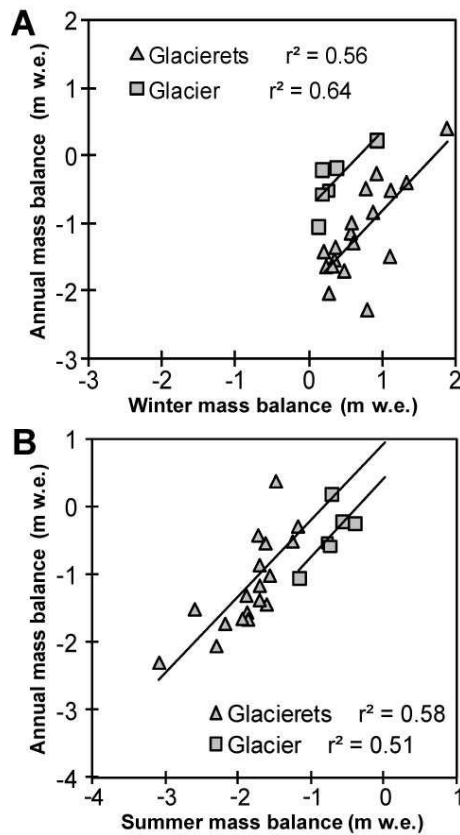 A
Annual mass balance (m w.e.)
2
1
0
-1
-2
-3
Glacierets r² = 0.56
Glacier r² = 0.64
-3 -2 -1 0 1 2
Winter mass balance (m w.e.)
B
Annual mass balance (m w.e.)
1
0
-1
-2
-3
-4
Glacierets r² = 0.58
Glacier r² = 0.51
-4 -3 -2 -1 0 1
Summer mass balance (m w.e.)